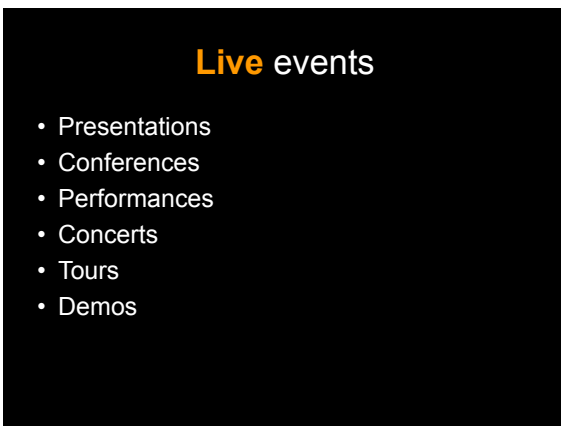 Live events
• Presentations
• Conferences
• Performances
• Concerts
• Tours
• Demos